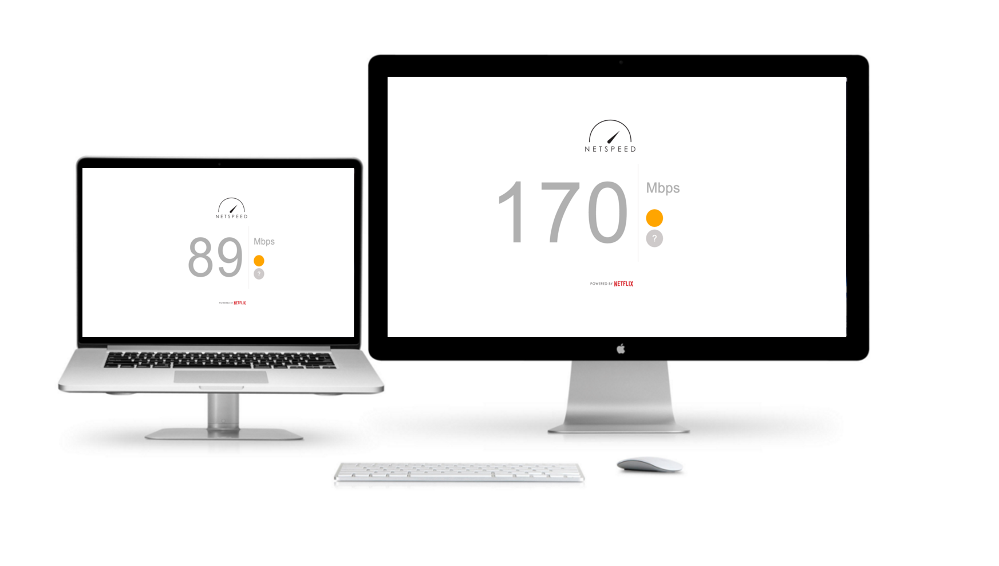 NETSPEED
89
Mbps
?
POWERED BY NETFLIX
NETSPEED
170
Mbps
?
POWERED BY NETFLIX